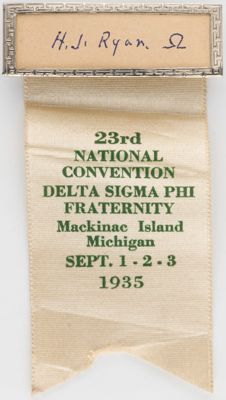 H. J. Ryan. Ω
23rd
NATIONAL
CONVENTION
DELTA SIGMA PHI
FRATERNITY
Mackinac Island
Michigan
SEPT. 1 - 2 - 3
1935